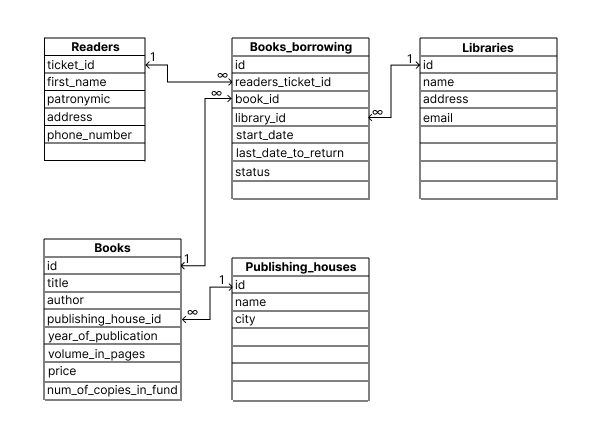 Readers
ticket_id
first_name
patronymic
address
phone_number
1
∞
Books_borrowing
id
readers_ticket_id
book_id
library_id
start_date
last_date_to_return
status
∞
∞
1
Libraries
id
name
address
email
Books
id
title
author
publishing_house_id
year_of_publication
volume_in_pages
price
num_of_copies_in_fund
1
∞
1
Publishing_houses
id
name
city